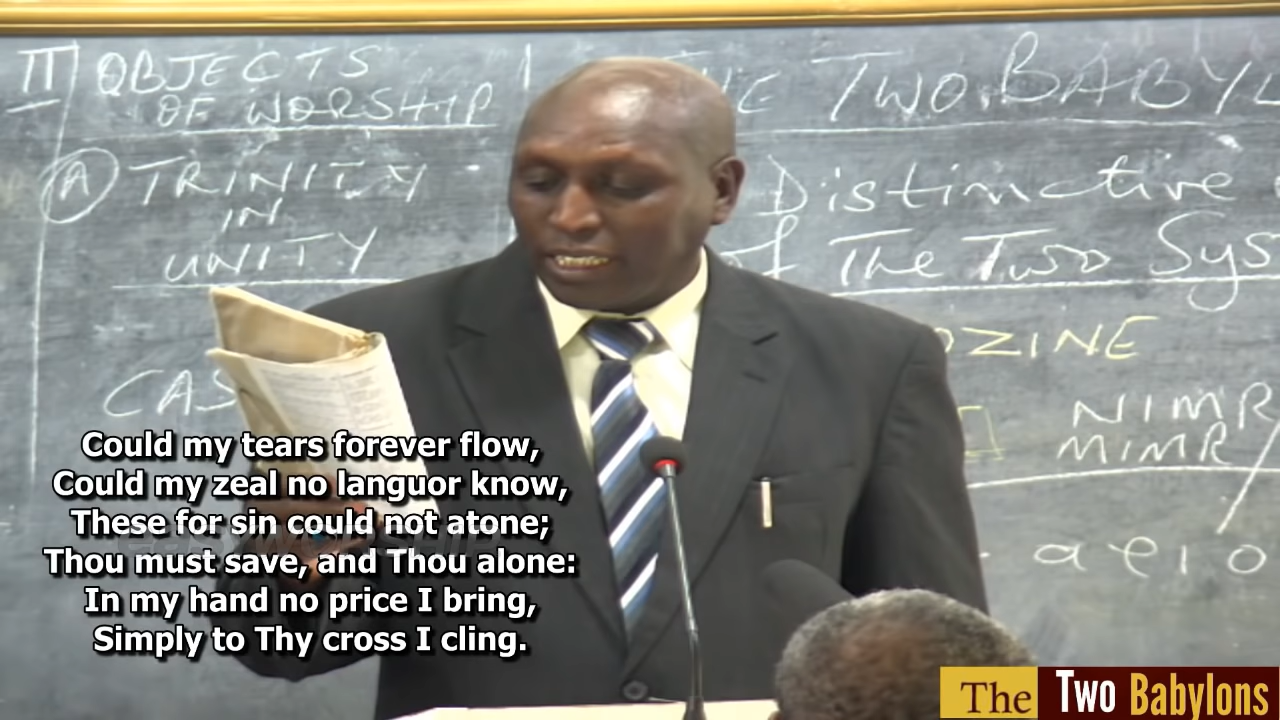 II
OBJECTS
OF WORSHIP
A TRINITY
IN
UNITY
TWO BABYL
Distinctive
of The Two Sys
OZINE
NIMR
MIMR
a e i o
Could my tears forever flow,
Could my zeal no languor know,
These for sin could not atone;
Thou must save, and Thou alone:
In my hand no price I bring,
Simply to Thy cross I cling.
The Two Babylons